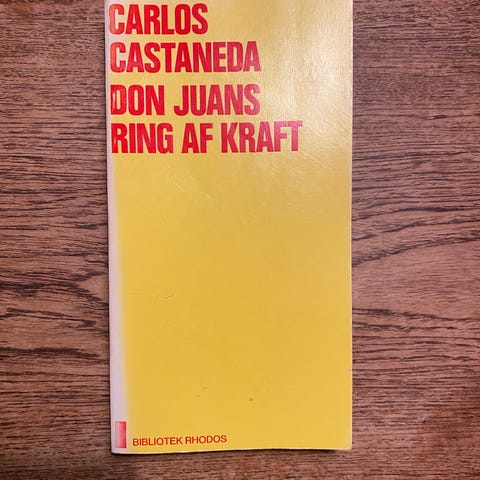 CARLOS
CASTANEDA
DON JUANS
RING AF KRAFT
BIBLIOTEK RHODOS